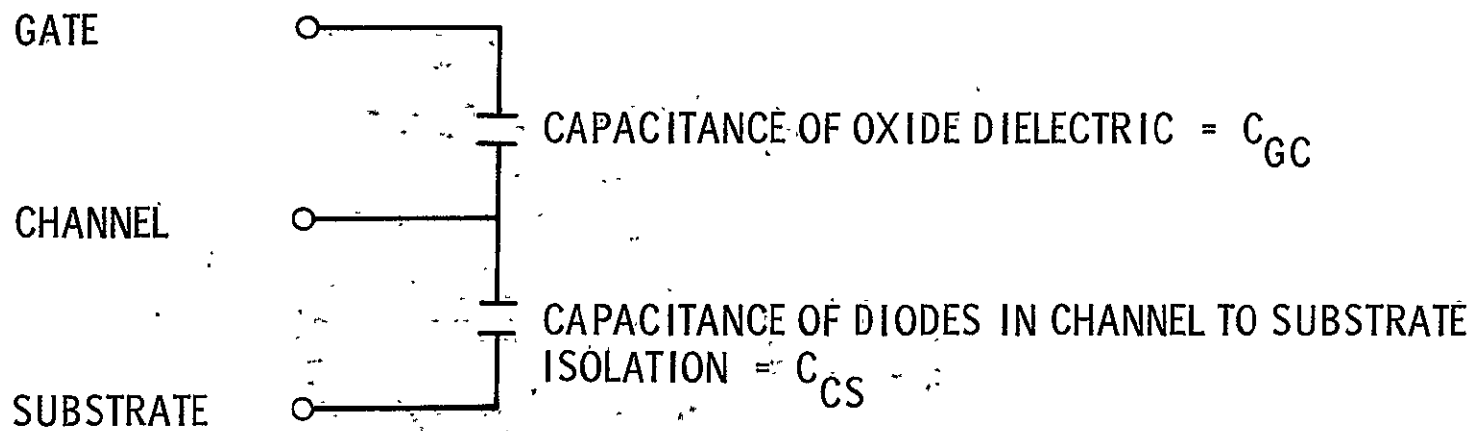 GATE
CAPACITANCE OF OXIDE DIELECTRIC = C_GC
CHANNEL
CAPACITANCE OF DIODES IN CHANNEL TO SUBSTRATE
ISOLATION = C_CS
SUBSTRATE